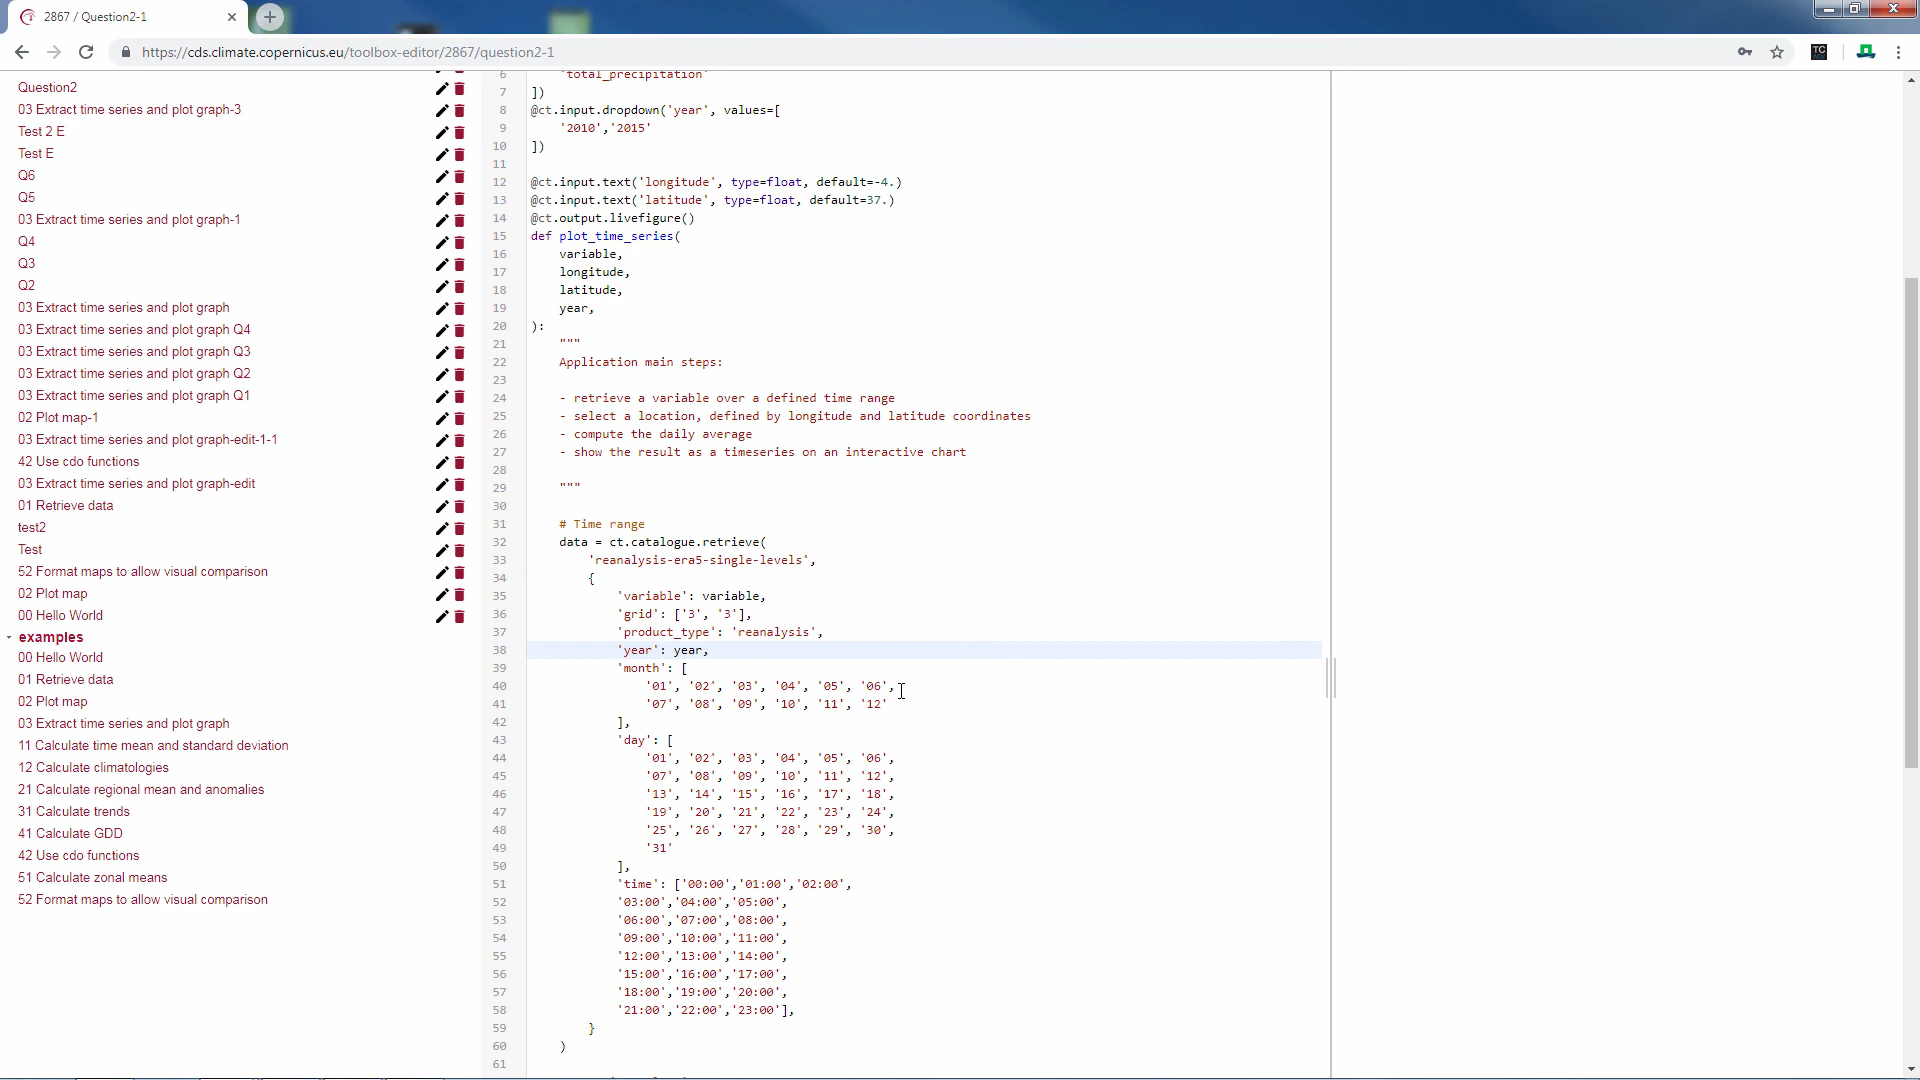 2867 / Question2-1
https://cds.climate.copernicus.eu/toolbox-editor/2867/question2-1
TC
Question2
03 Extract time series and plot graph-3
Test 2 E
Test E
Q6
Q5
03 Extract time series and plot graph-1
Q4
Q3
Q2
03 Extract time series and plot graph
03 Extract time series and plot graph Q4
03 Extract time series and plot graph Q3
03 Extract time series and plot graph Q2
03 Extract time series and plot graph Q1
02 Plot map-1
03 Extract time series and plot graph-edit-1-1
42 Use cdo functions
03 Extract time series and plot graph-edit
01 Retrieve data
test2
Test
52 Format maps to allow visual comparison
02 Plot map
00 Hello World
examples
00 Hello World
01 Retrieve data
02 Plot map
03 Extract time series and plot graph
11 Calculate time mean and standard deviation
12 Calculate climatologies
21 Calculate regional mean and anomalies
31 Calculate trends
41 Calculate GDD
42 Use cdo functions
51 Calculate zonal means
52 Format maps to allow visual comparison
6 'total_precipitation'
7 ])
8 @ct.input.dropdown('year', values=[
9 '2010','2015'
10 ])
11
12 @ct.input.text('longitude', type=float, default=-4.)
13 @ct.input.text('latitude', type=float, default=37.)
14 @ct.output.livefigure()
15 def plot_time_series(
16 variable,
17 longitude,
18 latitude,
19 year,
20 ):
21 """
22 Application main steps:
23
24 - retrieve a variable over a defined time range
25 - select a location, defined by longitude and latitude coordinates
26 - compute the daily average
27 - show the result as a timeseries on an interactive chart
28
29 """
30
31 # Time range
32 data = ct.catalogue.retrieve(
33 'reanalysis-era5-single-levels',
34 {
35 'variable': variable,
36 'grid': ['3', '3'],
37 'product_type': 'reanalysis',
38 'year': year,
39 'month': [
40 '01', '02', '03', '04', '05', '06',
41 '07', '08', '09', '10', '11', '12'
42 ],
43 'day': [
44 '01', '02', '03', '04', '05', '06',
45 '07', '08', '09', '10', '11', '12',
46 '13', '14', '15', '16', '17', '18',
47 '19', '20', '21', '22', '23', '24',
48 '25', '26', '27', '28', '29', '30',
49 '31'
50 ],
51 'time': ['00:00','01:00','02:00',
52 '03:00','04:00','05:00',
53 '06:00','07:00','08:00',
54 '09:00','10:00','11:00',
55 '12:00','13:00','14:00',
56 '15:00','16:00','17:00',
57 '18:00','19:00','20:00',
58 '21:00','22:00','23:00'],
59 }
60 )
61